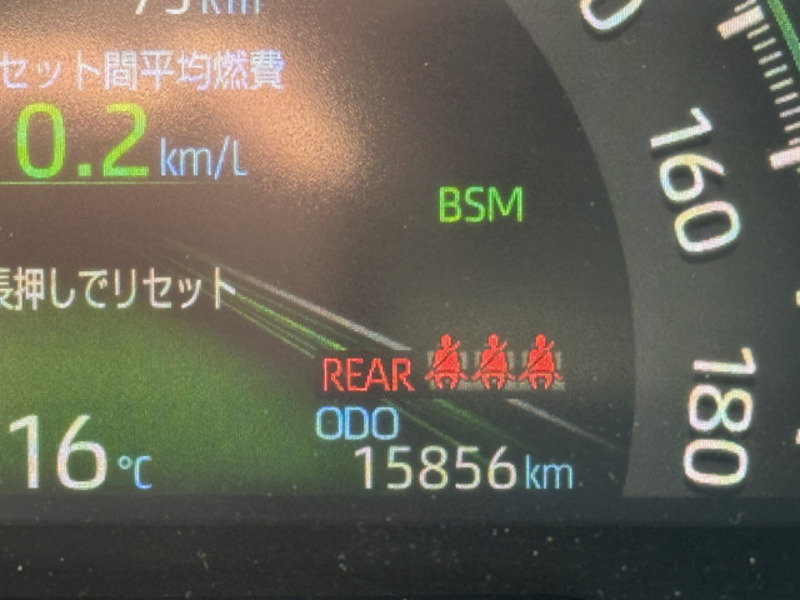 セット間平均燃費
0.2 km/L
BSM
160
長押しでリセット
REAR
180
ODO
16 °C
15856 km